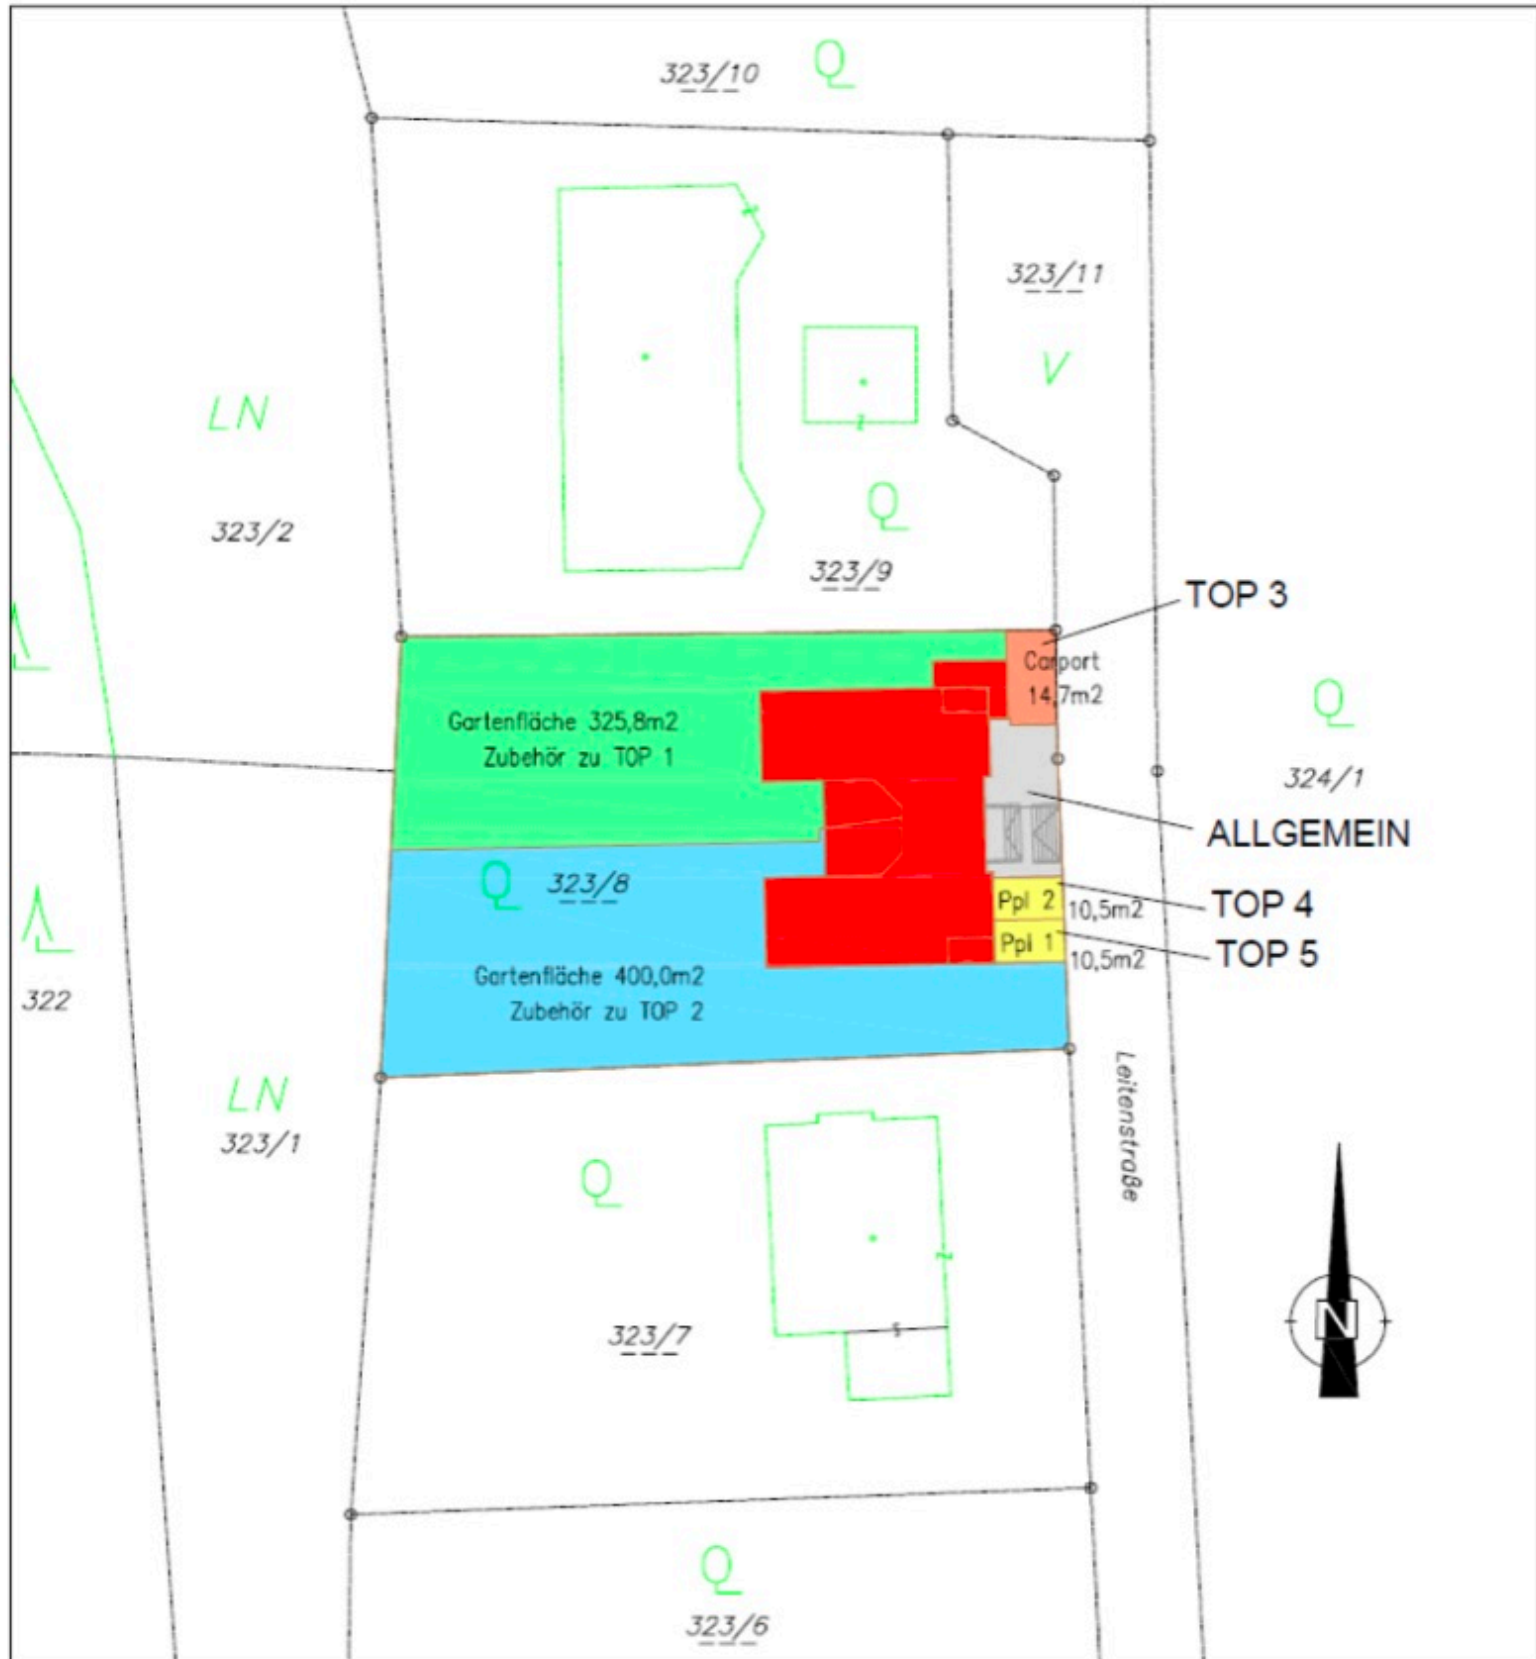 323/10
Q
323/11
V
LN
323/2
Q
323/9
TOP 3
Carport
14,7m2
Q
324/1
Gartenfläche 325,8m2
Zubehör zu TOP 1
ALLGEMEIN
Q
323/8
Ppl 2
10,5m2
TOP 4
Ppl 1
10,5m2
TOP 5
Gartenfläche 400,0m2
Zubehör zu TOP 2
322
LN
323/1
Leitenstraße
Q
323/7
N
Q
323/6